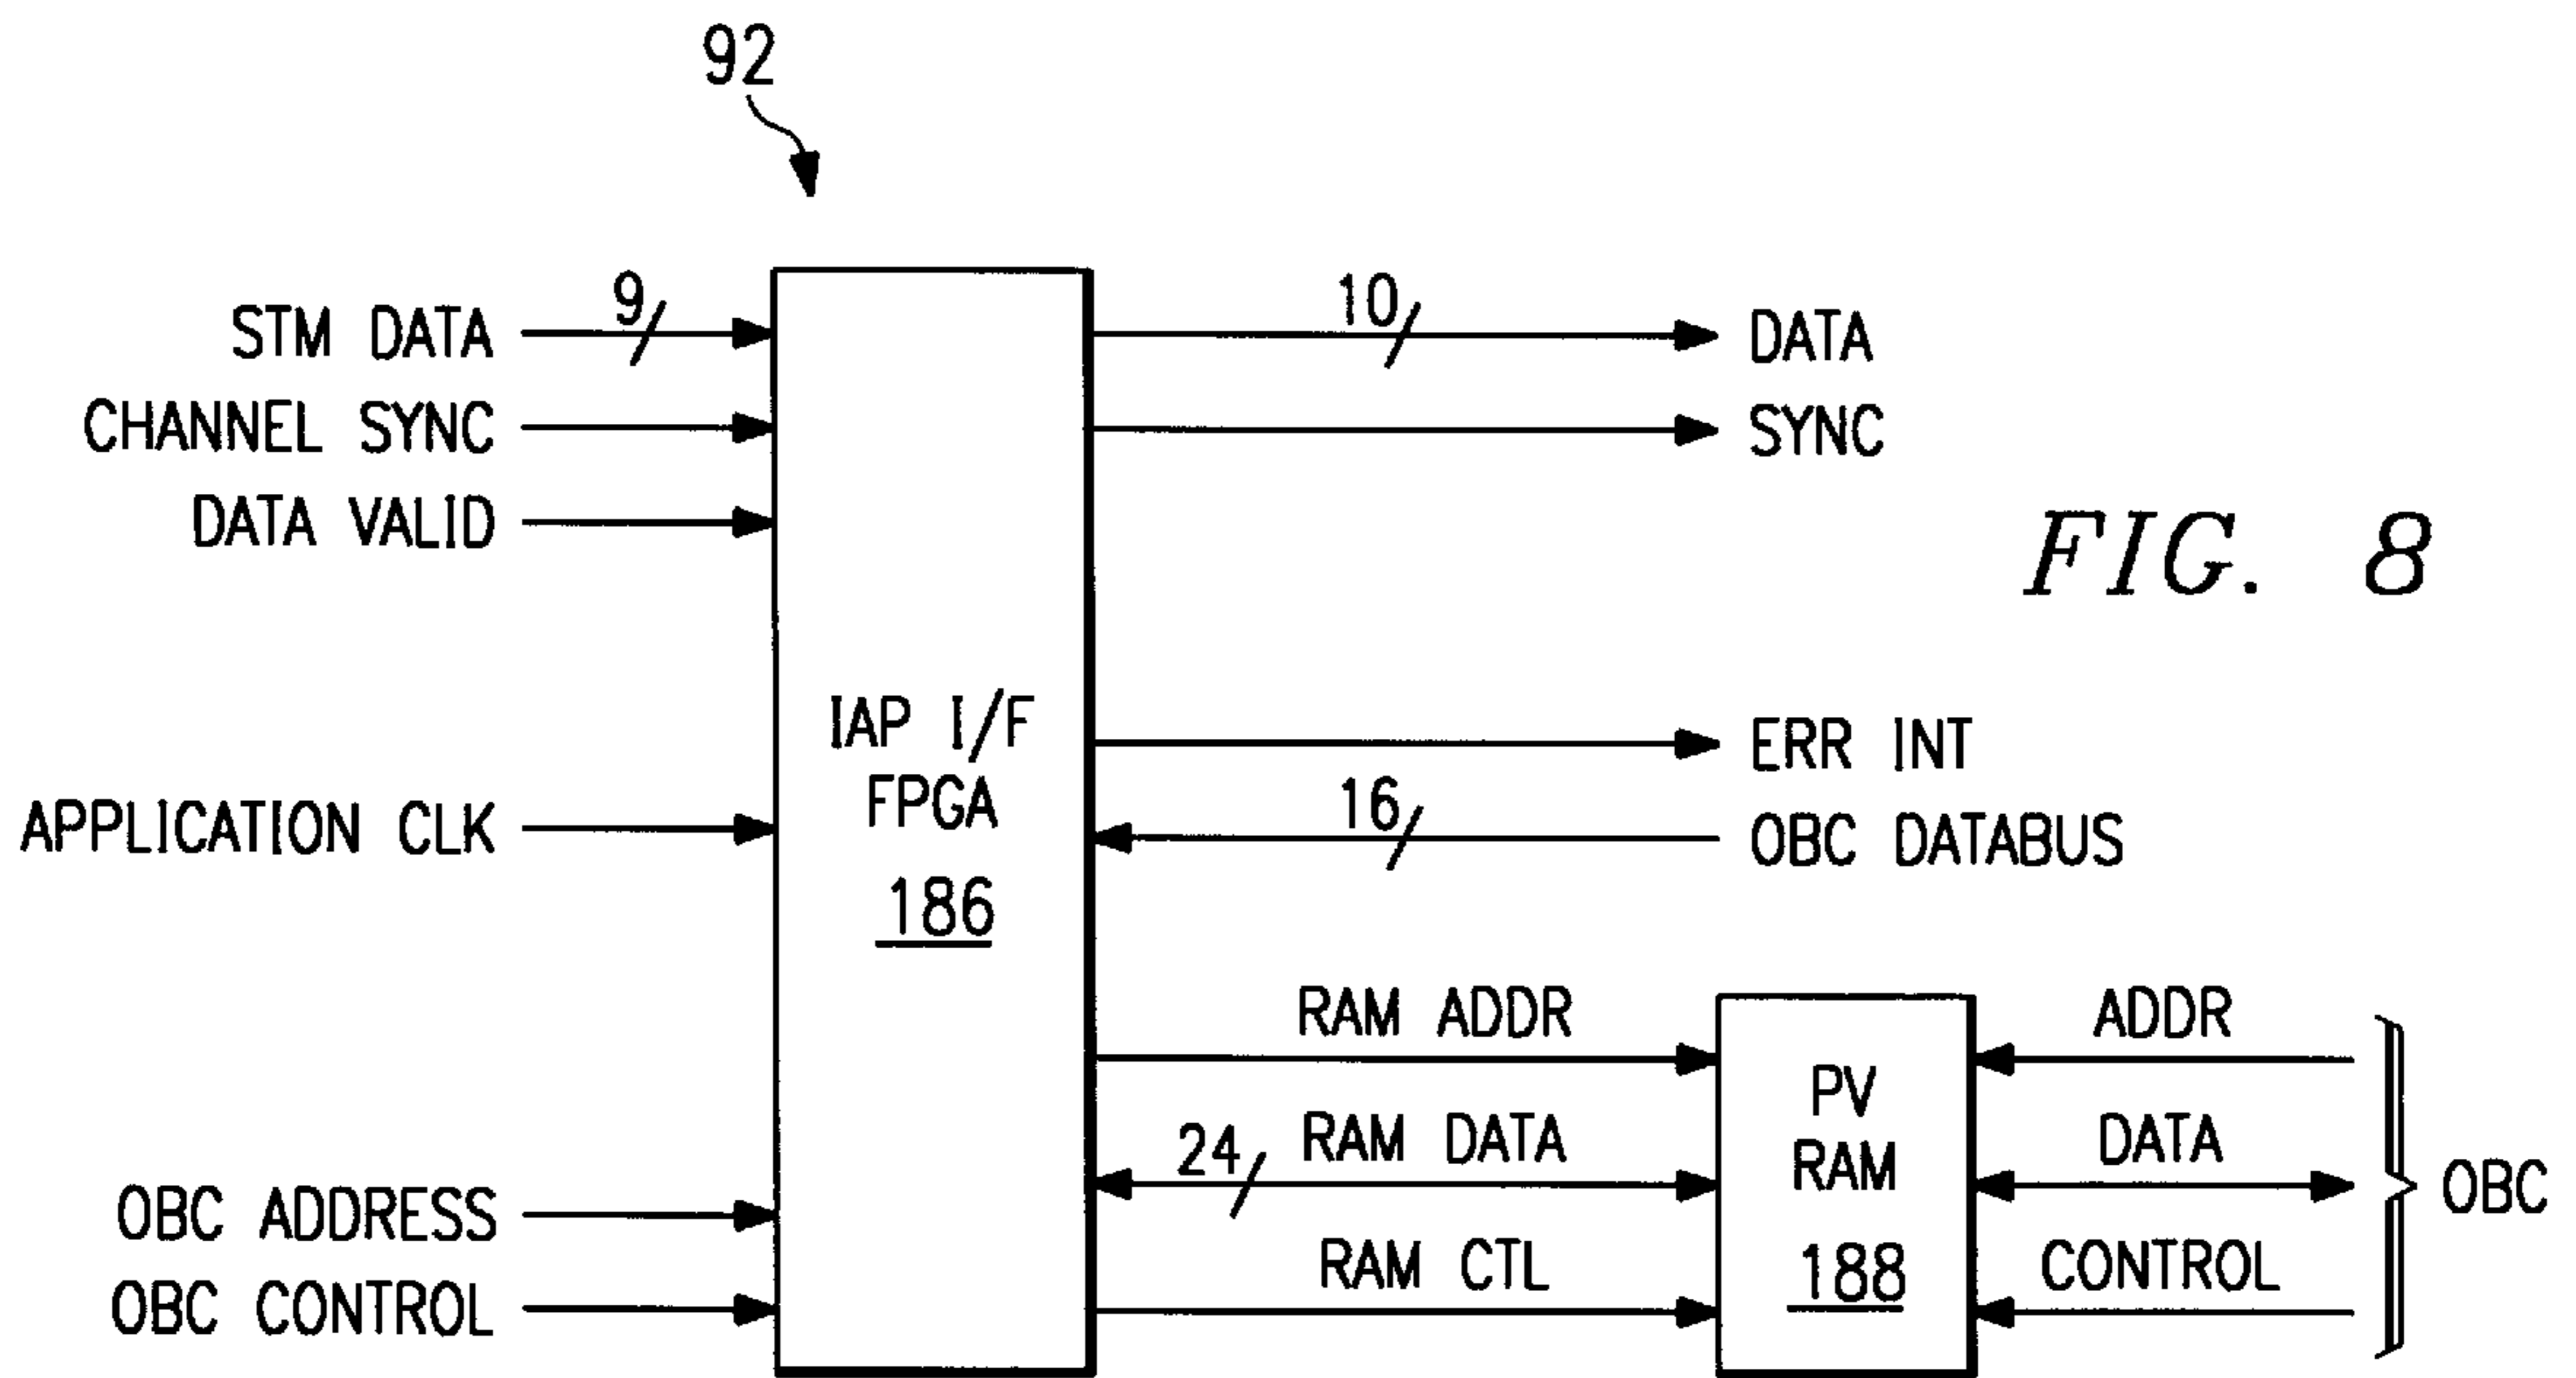 92
STM DATA
9
CHANNEL SYNC
DATA VALID
APPLICATION CLK
OBC ADDRESS
OBC CONTROL
IAP I/F
FPGA
186
10
DATA
SYNC
FIG. 8
ERR INT
16
OBC DATABUS
RAM ADDR
24
RAM DATA
RAM CTL
PV
RAM
188
ADDR
DATA
CONTROL
OBC